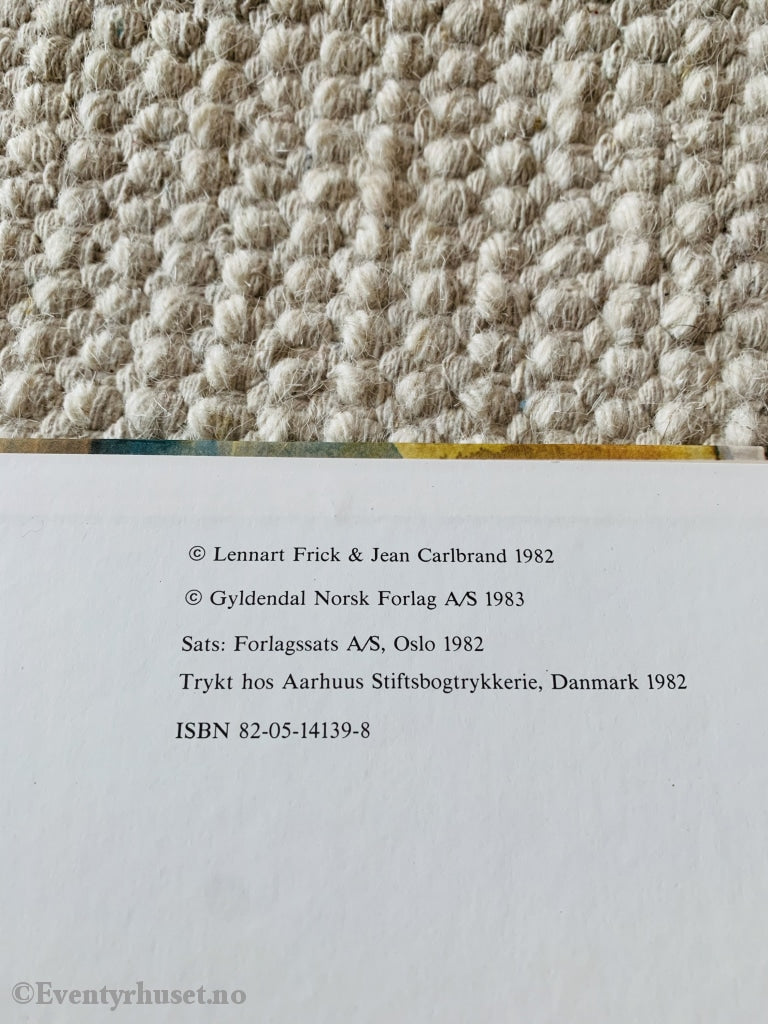 © Lennart Frick & Jean Carlbrand 1982
© Gyldendal Norsk Forlag A/S 1983
Sats: Forlagssats A/S, Oslo 1982
Trykt hos Aarhuus Stiftsbogtrykkerie, Danmark 1982
ISBN 82-05-14139-8
©Eventyrhuset.no